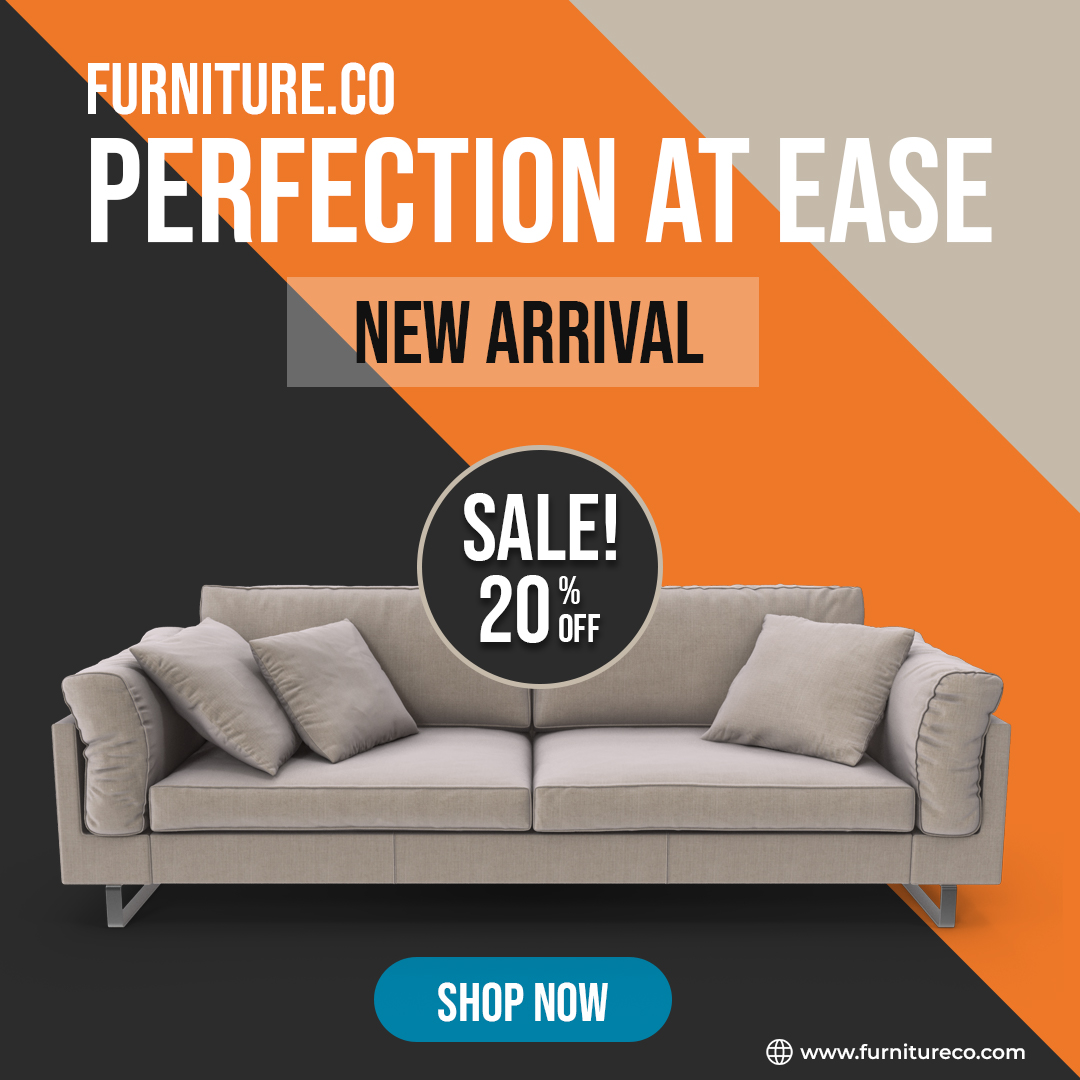 FURNITURE.CO
PERFECTION AT EASE
NEW ARRIVAL
SALE!
20% OFF
SHOP NOW
www.furnitureco.com